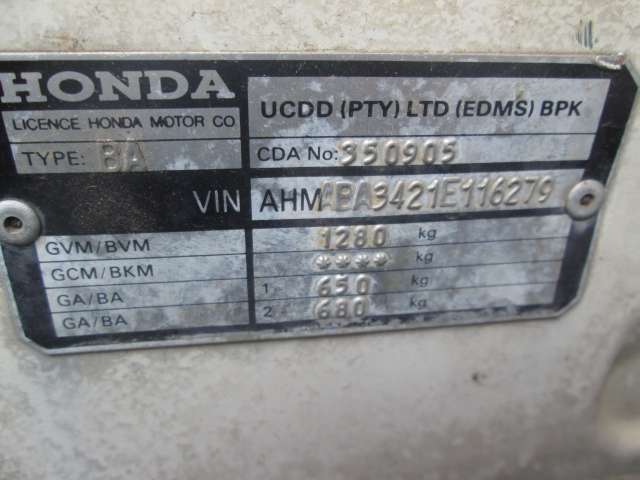 HONDA
UCDD (PTY) LTD (EDMS) BPK
LICENCE HONDA MOTOR CO
TYPE: BA
CDA No: 350905
VIN AHMABA3421E116279
GVM/BVM 1280 kg
GCM/BKM **** kg
GA/BA 1- 650 kg
GA/BA 2- 680 kg